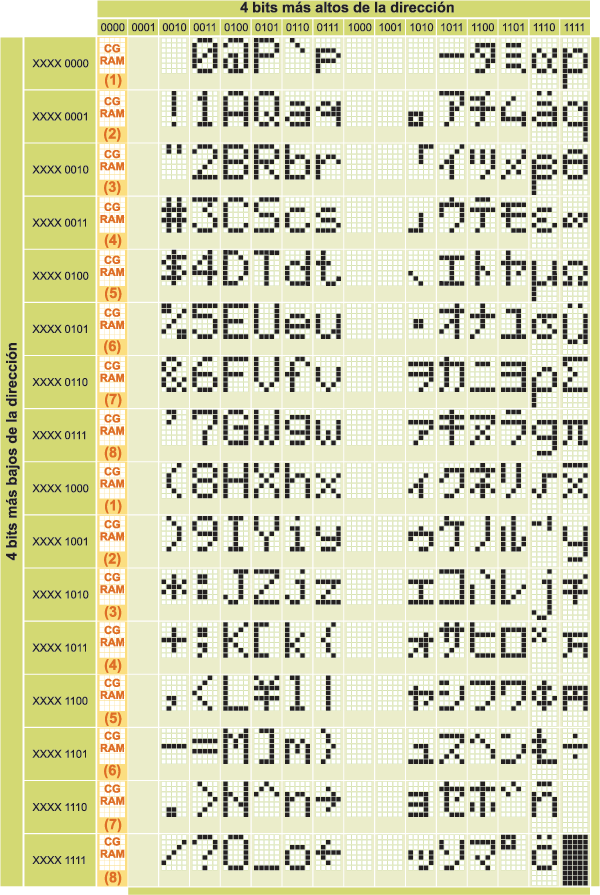 4 bits más altos de la dirección
0000 0001 0010 0011 0100 0101 0110 0111 1000 1001 1010 1011 1100 1101 1110 1111
4 bits más bajos de la dirección
XXXX 0000 CG RAM (1) 0 @ P ` p ー タ ミ α p
XXXX 0001 CG RAM (2) ! 1 A Q a q 。 ア チ ム ä q
XXXX 0010 CG RAM (3) " 2 B R b r 「 イ ツ メ β θ
XXXX 0011 CG RAM (4) # 3 C S c s 」 ウ テ モ ε ∞
XXXX 0100 CG RAM (5) $ 4 D T d t 、 エ ト ヤ μ Ω
XXXX 0101 CG RAM (6) % 5 E U e u ・ オ ナ ユ σ ü
XXXX 0110 CG RAM (7) & 6 F V f v ヲ カ ニ ヨ ρ Σ
XXXX 0111 CG RAM (8) ' 7 G W g w ァ キ ヌ ラ g π
XXXX 1000 CG RAM (1) ( 8 H X h x ィ ク ネ リ √ x̄
XXXX 1001 CG RAM (2) ) 9 I Y i y ゥ ケ ノ ル ⁻¹ y
XXXX 1010 CG RAM (3) * : J Z j z ェ コ ハ レ j 千
XXXX 1011 CG RAM (4) + ; K [ k { ォ サ ヒ ロ ˣ 万
XXXX 1100 CG RAM (5) , < L ¥ l | ャ シ フ ワ ¢ 円
XXXX 1101 CG RAM (6) - = M ] m } ュ ス ヘ ン £ ÷
XXXX 1110 CG RAM (7) . > N ^ n → ョ セ ホ ゛ ñ
XXXX 1111 CG RAM (8) / ? O _ o ← ッ ソ マ ゜ ö █